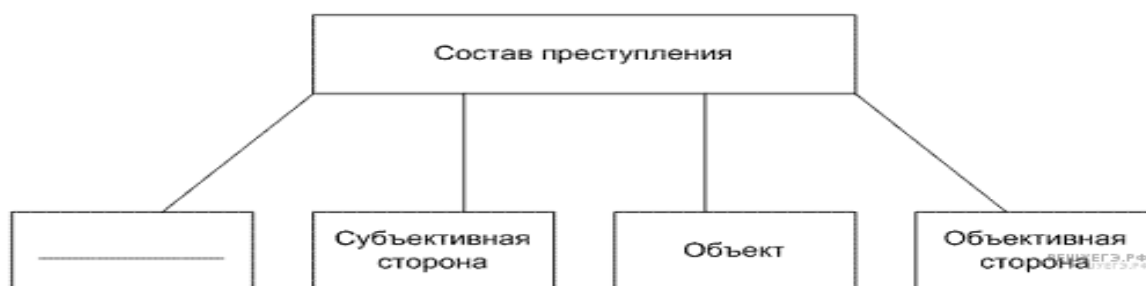 Состав преступления
Субъективная
сторона
Объект
Объективная
сторона